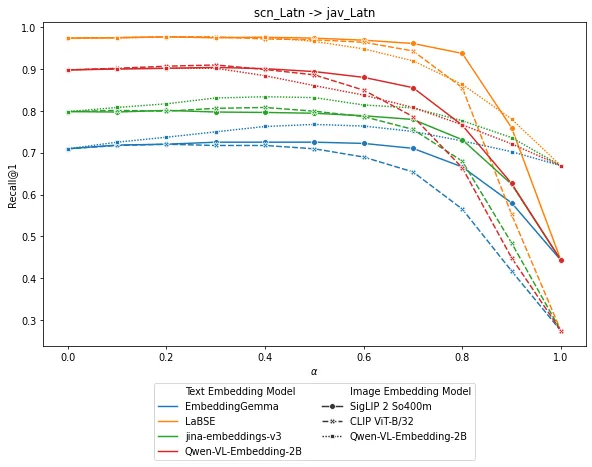 scn_Latn -> jav_Latn
1.0
0.9
0.8
0.7
0.6
0.5
0.4
0.3
Recall@1
0.0 0.2 0.4 0.6 0.8 1.0
α
Text Embedding Model
EmbeddingGemma
LaBSE
jina-embeddings-v3
Qwen-VL-Embedding-2B
Image Embedding Model
SigLIP 2 So400m
CLIP ViT-B/32
Qwen-VL-Embedding-2B